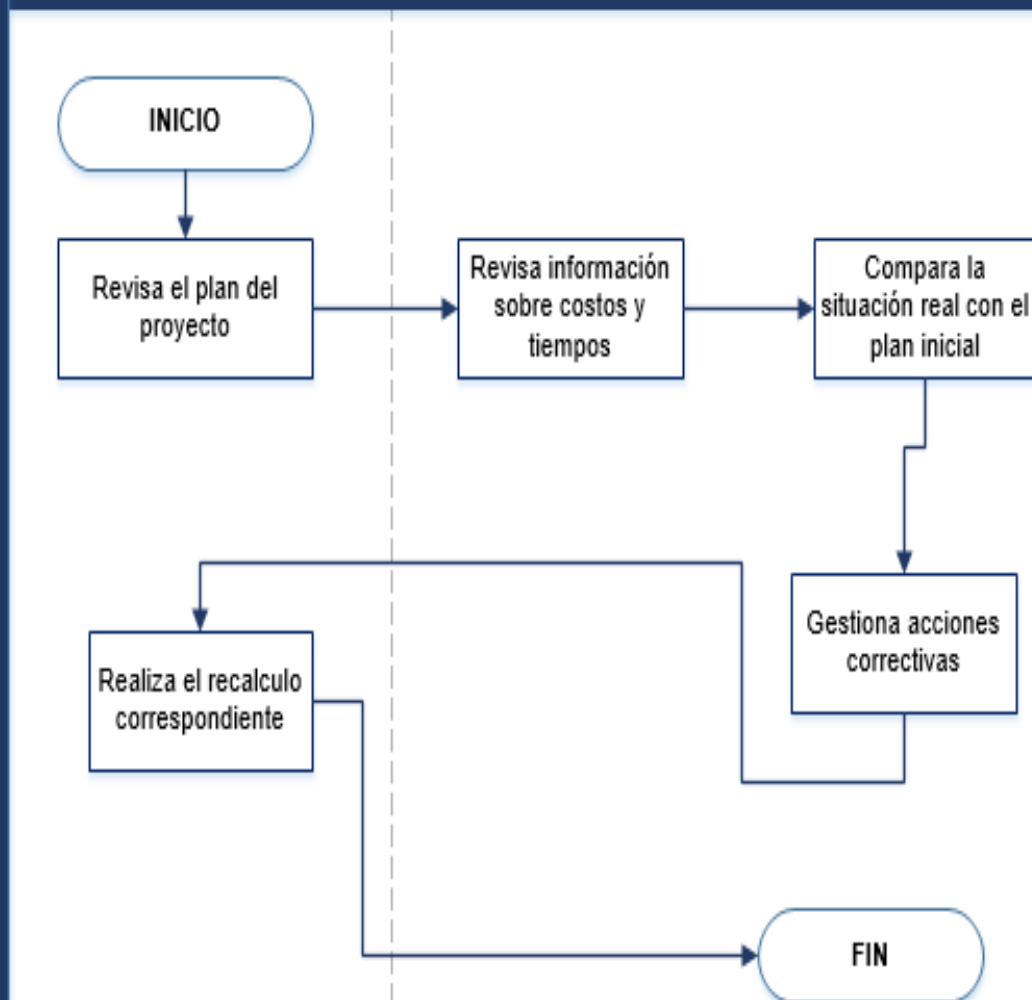 INICIO
Revisa el plan del
proyecto
Revisa información
sobre costos y
tiempos
Compara la
situación real con el
plan inicial
Gestiona acciones
correctivas
Realiza el recalculo
correspondiente
FIN